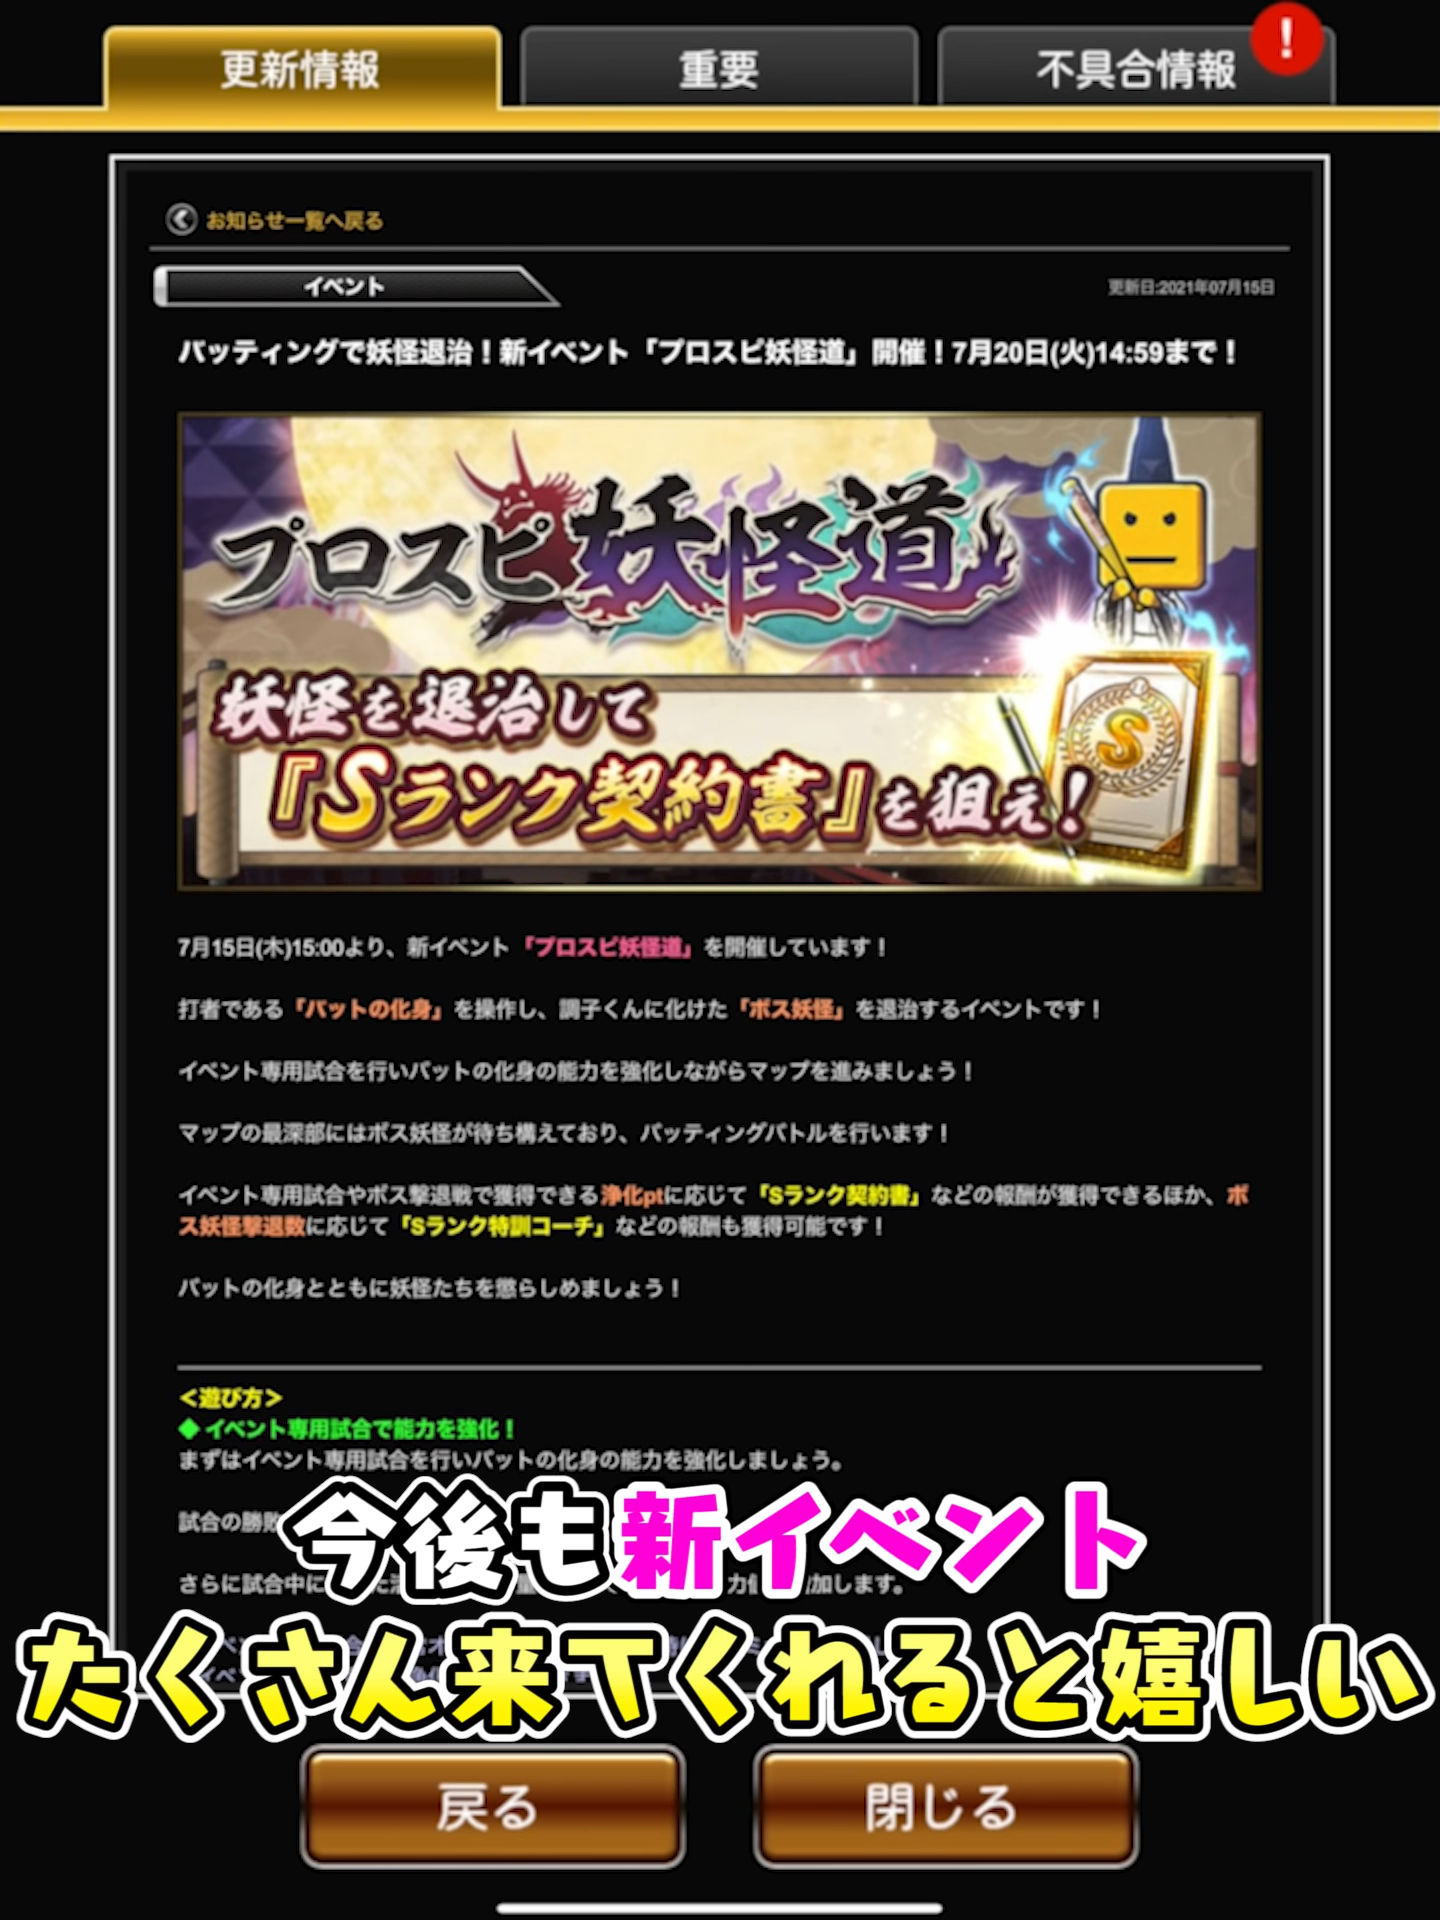 更新情報
重要
不具合情報
!
お知らせ一覧へ戻る
イベント
更新日:2021年07月15日
バッティングで妖怪退治！新イベント「プロスピ妖怪道」開催！7月20日(火)14:59まで！
プロスピ妖怪道
妖怪を退治して
『Sランク契約書』を狙え!
S
7月15日(木)15:00より、新イベント「プロスピ妖怪道」を開催しています！
打者である「バットの化身」を操作し、調子くんに化けた「ボス妖怪」を退治するイベントです！
イベント専用試合を行いバットの化身の能力を強化しながらマップを進みましょう！
マップの最深部にはボス妖怪が待ち構えており、バッティングバトルを行います！
イベント専用試合やボス撃退戦で獲得できる浄化ptに応じて「Sランク契約書」などの報酬が獲得できるほか、ボ
ス妖怪撃退数に応じて「Sランク特訓コーチ」などの報酬も獲得可能です！
バットの化身とともに妖怪たちを懲らしめましょう！
＜遊び方＞
◆イベント専用試合で能力を強化！
まずはイベント専用試合を行いバットの化身の能力を強化しましょう。
試合の勝敗
さらに試合中に
加します。
今後も新イベント
たくさん来てくれると嬉しい
戻る
閉じる